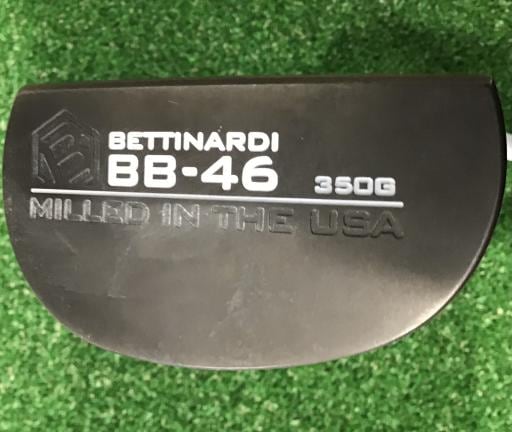 BETTINARDI
BB-46 350G
MILLED IN THE USA